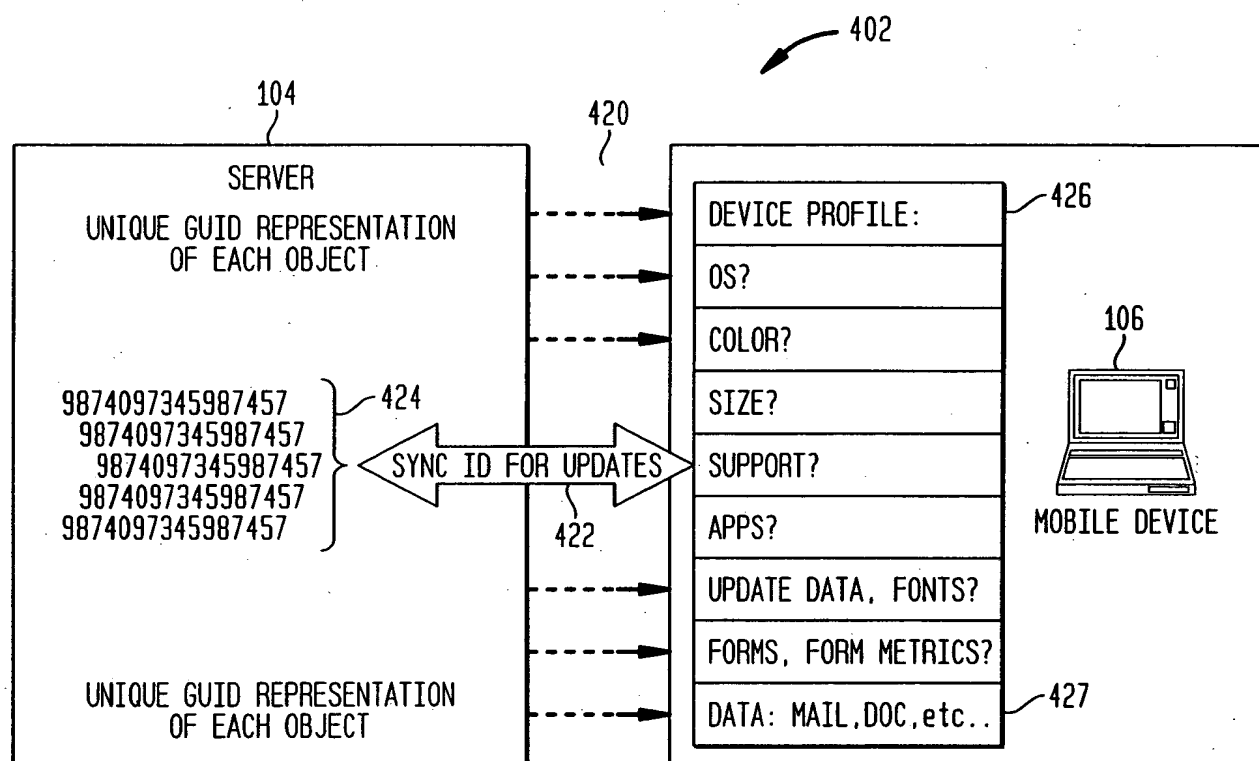 402
104
420
SERVER
UNIQUE GUID REPRESENTATION
OF EACH OBJECT
9874097345987457
9874097345987457
9874097345987457
9874097345987457
9874097345987457
424
SYNC ID FOR UPDATES
422
UNIQUE GUID REPRESENTATION
OF EACH OBJECT
DEVICE PROFILE:
426
OS?
COLOR?
SIZE?
SUPPORT?
APPS?
UPDATE DATA, FONTS?
FORMS, FORM METRICS?
DATA: MAIL,DOC,etc..
427
106
MOBILE DEVICE